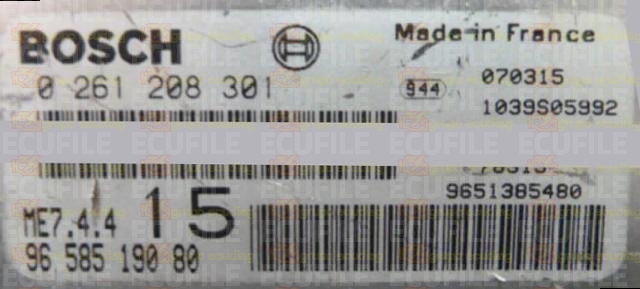 BOSCH
Made in France
0 261 208 301
944
070315
1039S05992
9651385480
ME7.4.4
15
96 585 190 80
ECUFILE